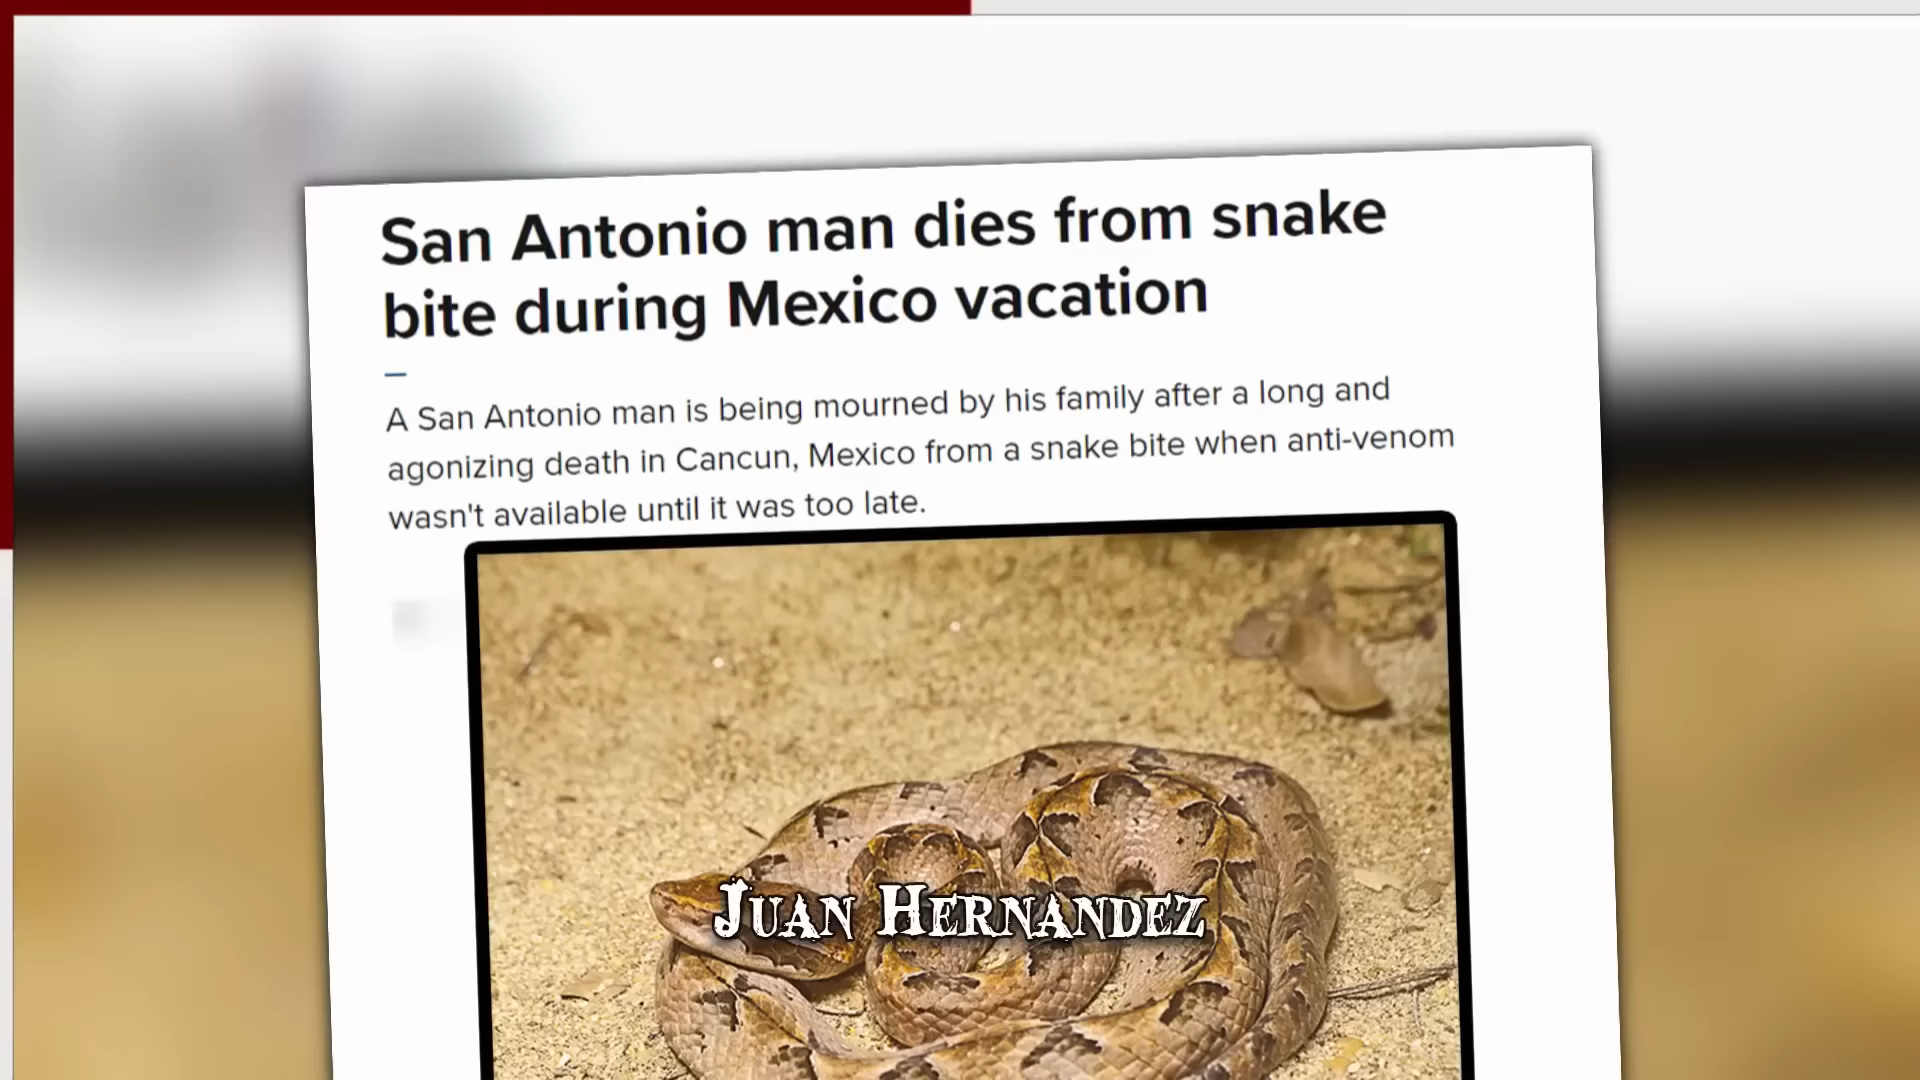 San Antonio man dies from snake
bite during Mexico vacation
A San Antonio man is being mourned by his family after a long and
agonizing death in Cancun, Mexico from a snake bite when anti-venom
wasn't available until it was too late.
Juan Hernandez